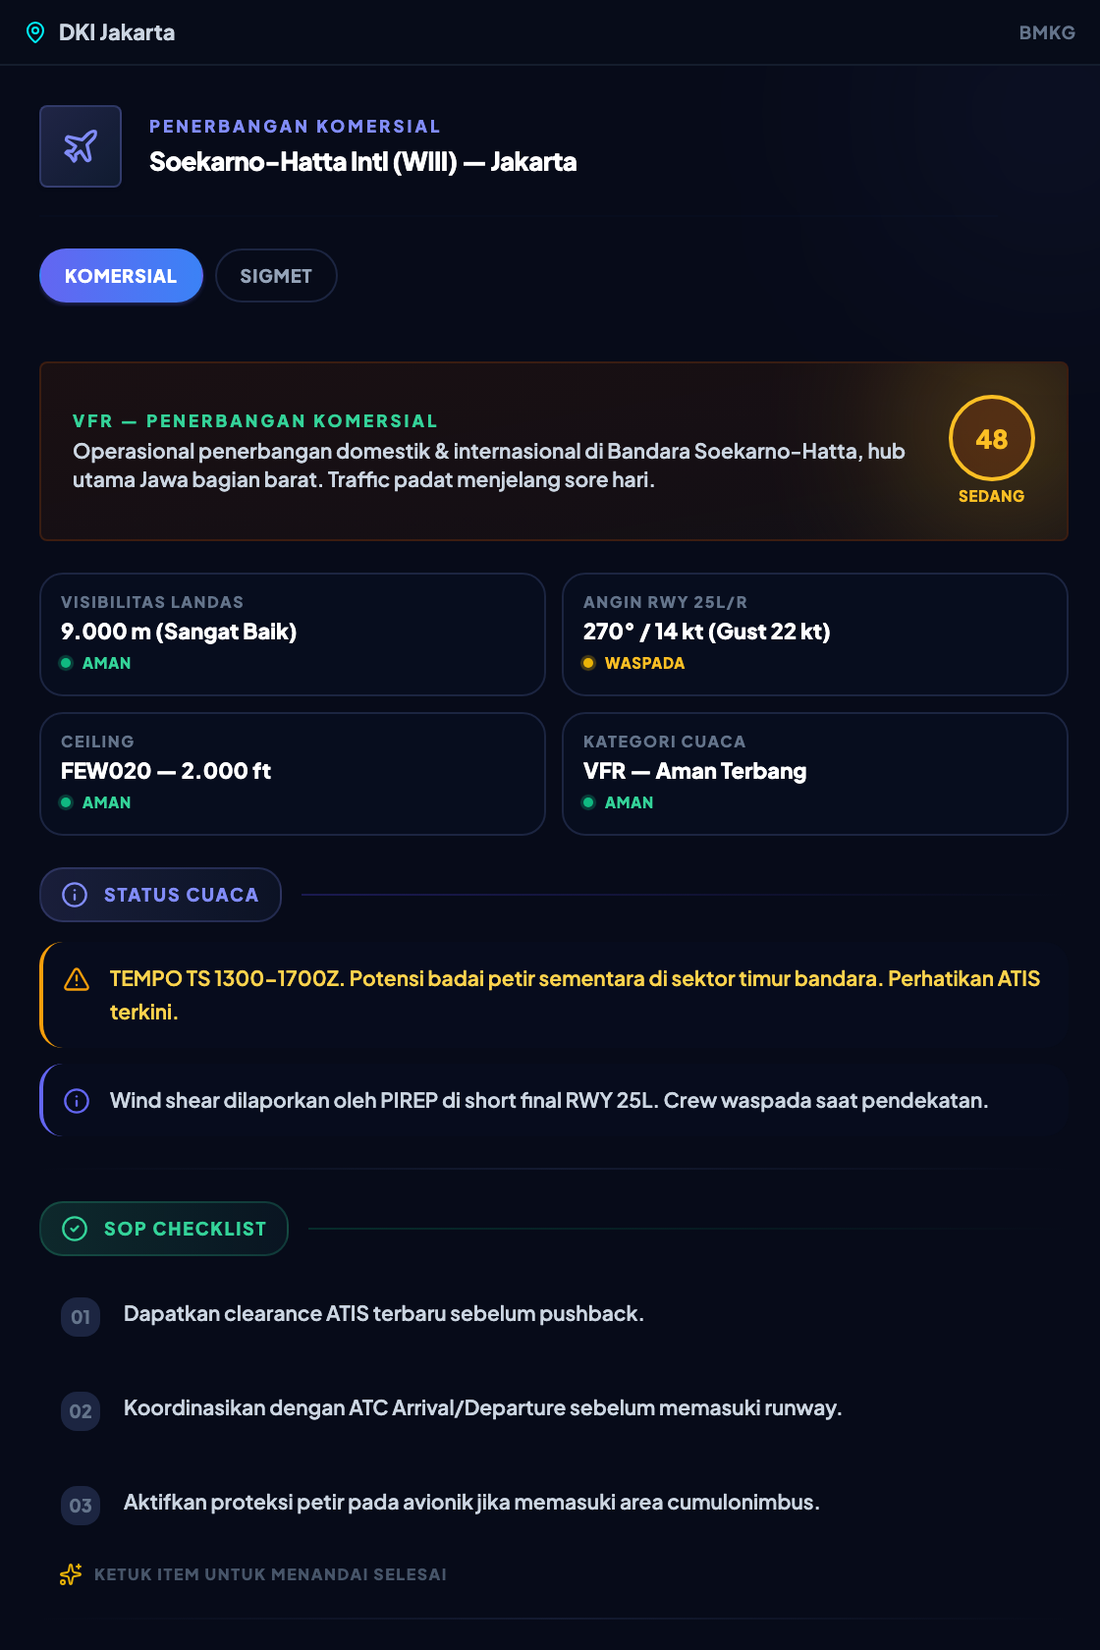 DKI Jakarta
BMKG
PENERBANGAN KOMERSIAL
Soekarno-Hatta Intl (WIII) — Jakarta
KOMERSIAL
SIGMET
VFR — PENERBANGAN KOMERSIAL
Operasional penerbangan domestik & internasional di Bandara Soekarno-Hatta, hub
utama Jawa bagian barat. Traffic padat menjelang sore hari.
48
SEDANG
VISIBILITAS LANDAS
9.000 m (Sangat Baik)
AMAN
ANGIN RWY 25L/R
270° / 14 kt (Gust 22 kt)
WASPADA
CEILING
FEW020 — 2.000 ft
AMAN
KATEGORI CUACA
VFR — Aman Terbang
AMAN
STATUS CUACA
TEMPO TS 1300–1700Z. Potensi badai petir sementara di sektor timur bandara. Perhatikan ATIS
terkini.
Wind shear dilaporkan oleh PIREP di short final RWY 25L. Crew waspada saat pendekatan.
SOP CHECKLIST
01 Dapatkan clearance ATIS terbaru sebelum pushback.
02 Koordinasikan dengan ATC Arrival/Departure sebelum memasuki runway.
03 Aktifkan proteksi petir pada avionik jika memasuki area cumulonimbus.
KETUK ITEM UNTUK MENANDAI SELESAI